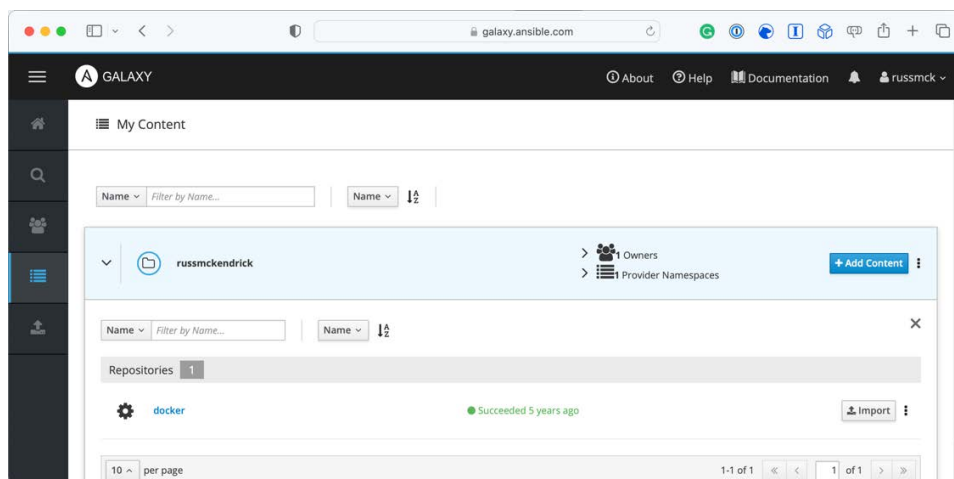 galaxy.ansible.com
GALAXY
About Help Documentation russmck
My Content
Name Filter by Name... Name
russmckendrick
1 Owners
1 Provider Namespaces
+ Add Content
Name Filter by Name... Name
Repositories 1
docker Succeeded 5 years ago Import
10 per page 1-1 of 1 « < 1 of 1 > »